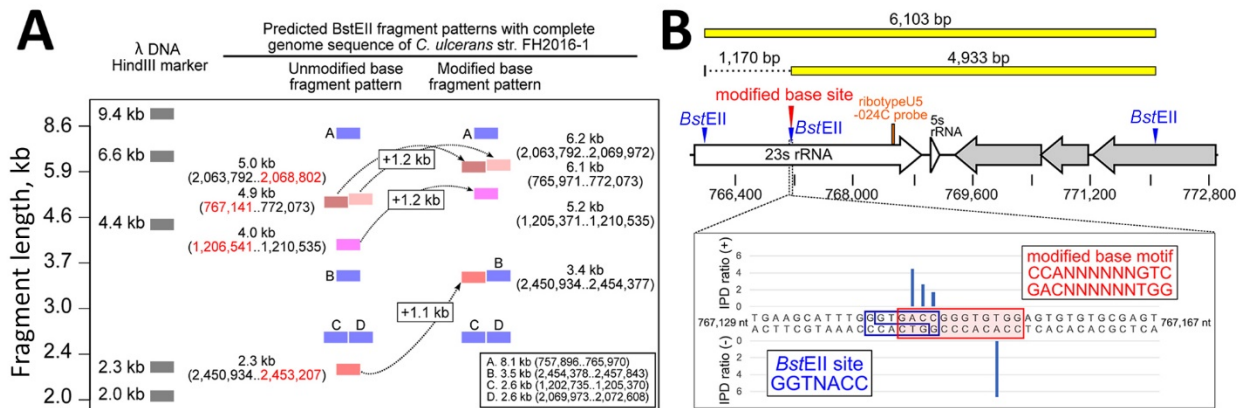 A
Predicted BstEII fragment patterns with complete
genome sequence of C. ulcerans str. FH2016-1
λ DNA
HindIII marker
Unmodified base
fragment pattern
Modified base
fragment pattern
Fragment length, kb
8.6
6.6
5.9
4.6
3.7
3.0
2.4
2.0
9.4 kb
6.6 kb
4.4 kb
2.3 kb
2.0 kb
A
A
5.0 kb
(2,063,792..2,068,802)
4.9 kb
(767,141..772,073)
4.0 kb
(1,206,541..1,210,535)
B
C D
2.3 kb
(2,450,934..2,453,207)
+1.2 kb
+1.2 kb
+1.1 kb
6.2 kb
(2,063,792..2,069,972)
6.1 kb
(765,971..772,073)
5.2 kb
(1,205,371..1,210,535)
B
3.4 kb
(2,450,934..2,454,377)
C D
A. 8.1 kb (757,896..765,970)
B. 3.5 kb (2,454,378..2,457,843)
C. 2.6 kb (1,202,735..1,205,370)
D. 2.6 kb (2,069,973..2,072,608)
B
6,103 bp
1,170 bp
4,933 bp
modified base site
ribotypeU5
-024C probe
5s
rRNA
BstEII
BstEII
BstEII
23s rRNA
766,400
768,000
769,600
771,200
772,800
IPD ratio (+)
6
4
2
0
modified base motif
CCANNNNNNGTC
GACNNNNNNTGG
767,129 nt
TGAAGCATTTGGGTGACCGGGTGTGGAGTGTGTGCGAGT
ACTTCGTAAACCCACTGGCCCACACCTCACACACGCTCA
767,167 nt
IPD ratio (-)
0
2
4
6
BstEII site
GGTNACC